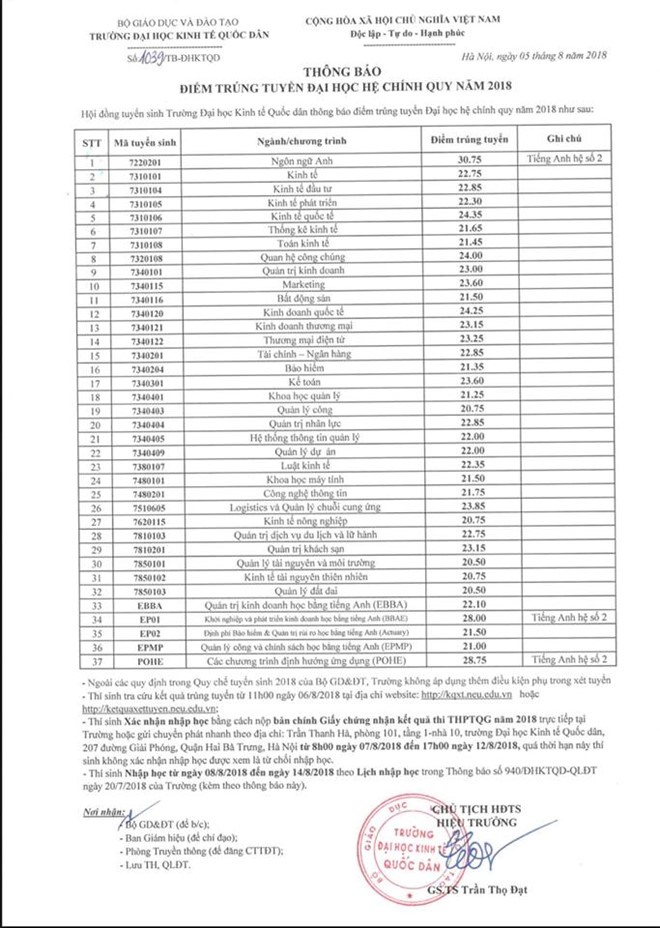 BỘ GIÁO DỤC VÀ ĐÀO TẠO
TRƯỜNG ĐẠI HỌC KINH TẾ QUỐC DÂN
Số 1039/TB-ĐHKTQD
CỘNG HÒA XÃ HỘI CHỦ NGHĨA VIỆT NAM
Độc lập - Tự do - Hạnh phúc
Hà Nội, ngày 05 tháng 8 năm 2018
THÔNG BÁO
ĐIỂM TRÚNG TUYỂN ĐẠI HỌC HỆ CHÍNH QUY NĂM 2018
Hội đồng tuyển sinh Trường Đại học Kinh tế Quốc dân thông báo điểm trúng tuyển Đại học hệ chính quy năm 2018 như sau:
STT Mã tuyển sinh Ngành/chương trình Điểm trúng tuyển Ghi chú
1 7220201 Ngôn ngữ Anh 30.75 Tiếng Anh hệ số 2
2 7310101 Kinh tế 22.75
3 7310104 Kinh tế đầu tư 22.85
4 7310105 Kinh tế phát triển 22.30
5 7310106 Kinh tế quốc tế 24.35
6 7310107 Thống kê kinh tế 21.65
7 7310108 Toán kinh tế 21.45
8 7320108 Quan hệ công chúng 24.00
9 7340101 Quản trị kinh doanh 23.00
10 7340115 Marketing 23.60
11 7340116 Bất động sản 21.50
12 7340120 Kinh doanh quốc tế 24.25
13 7340121 Kinh doanh thương mại 23.15
14 7340122 Thương mại điện tử 23.25
15 7340201 Tài chính – Ngân hàng 22.85
16 7340204 Bảo hiểm 21.35
17 7340301 Kế toán 23.60
18 7340401 Khoa học quản lý 21.25
19 7340403 Quản lý công 20.75
20 7340404 Quản trị nhân lực 22.85
21 7340405 Hệ thống thông tin quản lý 22.00
22 7340409 Quản lý dự án 22.00
23 7380107 Luật kinh tế 22.35
24 7480101 Khoa học máy tính 21.50
25 7480201 Công nghệ thông tin 21.75
26 7510605 Logistics và Quản lý chuỗi cung ứng 23.85
27 7620115 Kinh tế nông nghiệp 20.75
28 7810103 Quản trị dịch vụ du lịch và lữ hành 22.75
29 7810201 Quản trị khách sạn 23.15
30 7850101 Quản lý tài nguyên và môi trường 20.50
31 7850102 Kinh tế tài nguyên thiên nhiên 20.75
32 7850103 Quản lý đất đai 20.50
33 EBBA Quản trị kinh doanh học bằng tiếng Anh (EBBA) 22.10
34 EP01 Khởi nghiệp và phát triển kinh doanh học bằng tiếng Anh (BBAE) 28.00 Tiếng Anh hệ số 2
35 EP02 Định phí Bảo hiểm & Quản trị rủi ro học bằng tiếng Anh (Actuary) 21.50
36 EPMP Quản lý công và chính sách học bằng tiếng Anh (EPMP) 21.00
37 POHE Các chương trình định hướng ứng dụng (POHE) 28.75 Tiếng Anh hệ số 2
- Ngoài các quy định trong Quy chế tuyển sinh 2018 của Bộ GD&ĐT, Trường không áp dụng thêm điều kiện phụ trong xét tuyển
- Thí sinh tra cứu kết quả trúng tuyển từ 11h00 ngày 06/8/2018 tại địa chỉ website: http://kqxt.neu.edu.vn hoặc
http://ketquaxettuyen.neu.edu.vn;
- Thí sinh Xác nhận nhập học bằng cách nộp bản chính Giấy chứng nhận kết quả thi THPTQG năm 2018 trực tiếp tại
Trường hoặc gửi chuyển phát nhanh theo địa chỉ: Trần Thanh Hà, phòng 101, tầng 1-nhà 10, trường Đại học Kinh tế Quốc dân,
207 đường Giải Phóng, Quận Hai Bà Trưng, Hà Nội từ 8h00 ngày 07/8/2018 đến 17h00 ngày 12/8/2018, quá thời hạn này thí
sinh không xác nhận nhập học được xem là từ chối nhập học.
- Thí sinh Nhập học từ ngày 08/8/2018 đến ngày 14/8/2018 theo Lịch nhập học trong Thông báo số 940/ĐHKTQD-QLĐT
ngày 20/7/2018 của Trường (kèm theo thông báo này).
Nơi nhận:
- Bộ GD&ĐT (để b/c);
- Ban Giám hiệu (để chỉ đạo);
- Phòng Truyền thông (để đăng CTTĐT);
- Lưu TH, QLĐT.
CHỦ TỊCH HĐTS
HIỆU TRƯỞNG
BỘ GIÁO DỤC
TRƯỜNG
ĐẠI HỌC KINH TẾ
QUỐC DÂN
GS.TS Trần Thọ Đạt